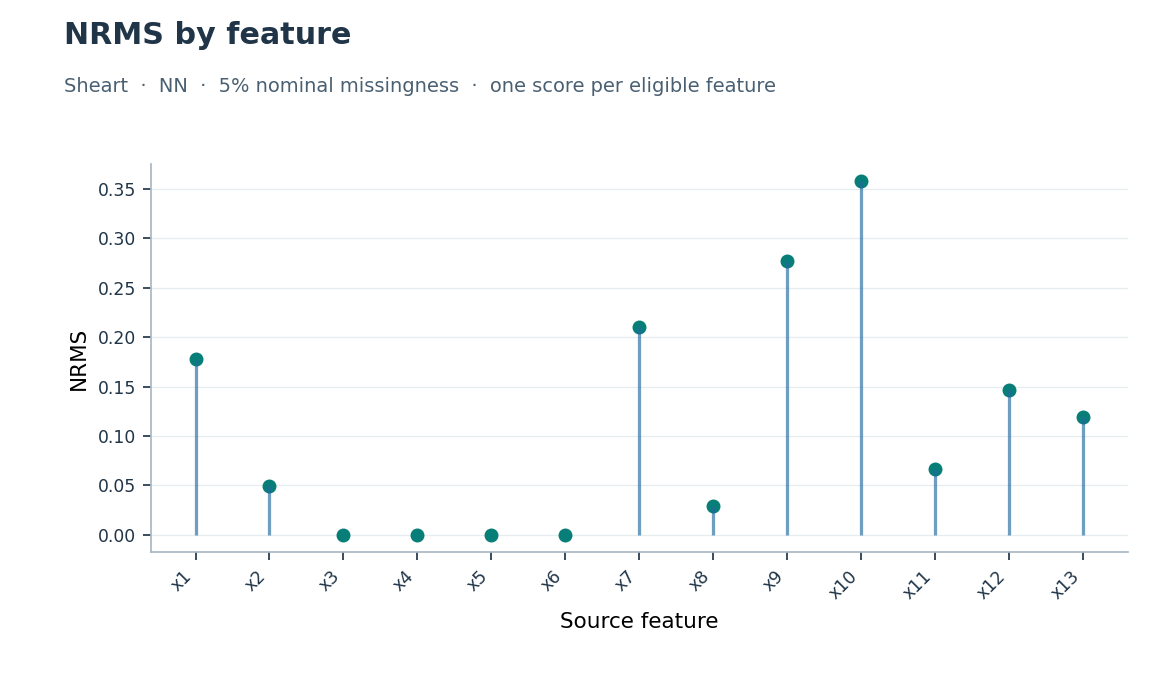 NRMS by feature
Sheart · NN · 5% nominal missingness · one score per eligible feature
NRMS
0.35
0.30
0.25
0.20
0.15
0.10
0.05
0.00
x1 x2 x3 x4 x5 x6 x7 x8 x9 x10 x11 x12 x13
Source feature